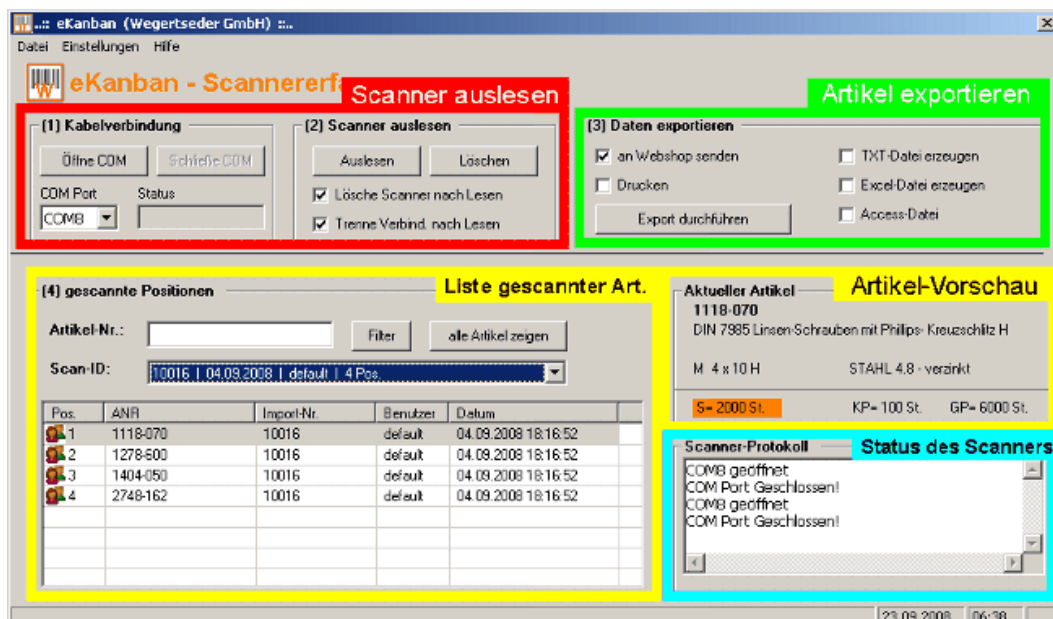 ..:: eKanban (Wegertseder GmbH) ::..
Datei Einstellungen Hilfe
eKanban - Scannererfa
Scanner auslesen
Artikel exportieren
(1) Kabelverbindung
Öffne COM
Schließe COM
COM Port
Status
COM8
(2) Scanner auslesen
Auslesen
Löschen
Lösche Scanner nach Lesen
Trenne Verbind. nach Lesen
(3) Daten exportieren
an Webshop senden
TXT-Datei erzeugen
Drucken
Excel-Datei erzeugen
Export durchführen
Access-Datei
(4) gescannte Positionen
Liste gescannter Art.
Artikel-Nr.:
Filter
alle Artikel zeigen
Scan-ID:
10016 | 04.09.2008 | default | 4 Pos.
Pos. ANR Import-Nr. Benutzer Datum
1 1118-070 10016 default 04.09.2008 18:16:52
2 1278-600 10016 default 04.09.2008 18:16:52
3 1404-050 10016 default 04.09.2008 18:16:52
4 2748-162 10016 default 04.09.2008 18:16:52
Aktueller Artikel
Artikel-Vorschau
1118-070
DIN 7985 Linsen-Schrauben mit Philips- Kreuzschlitz H
M 4 x 10 H STAHL 4.8 - verzinkt
S= 2000 St. KP= 100 St. GP= 6000 St.
Scanner-Protokoll
Status des Scanners
COM8 geöffnet
COM Port Geschlossen!
COM8 geöffnet
COM Port Geschlossen!
23.09.2008 06:38